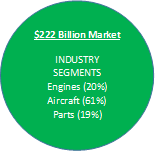 $222 Billion Market
INDUSTRY
SEGMENTS
Engines (20%)
Aircraft (61%)
Parts (19%)